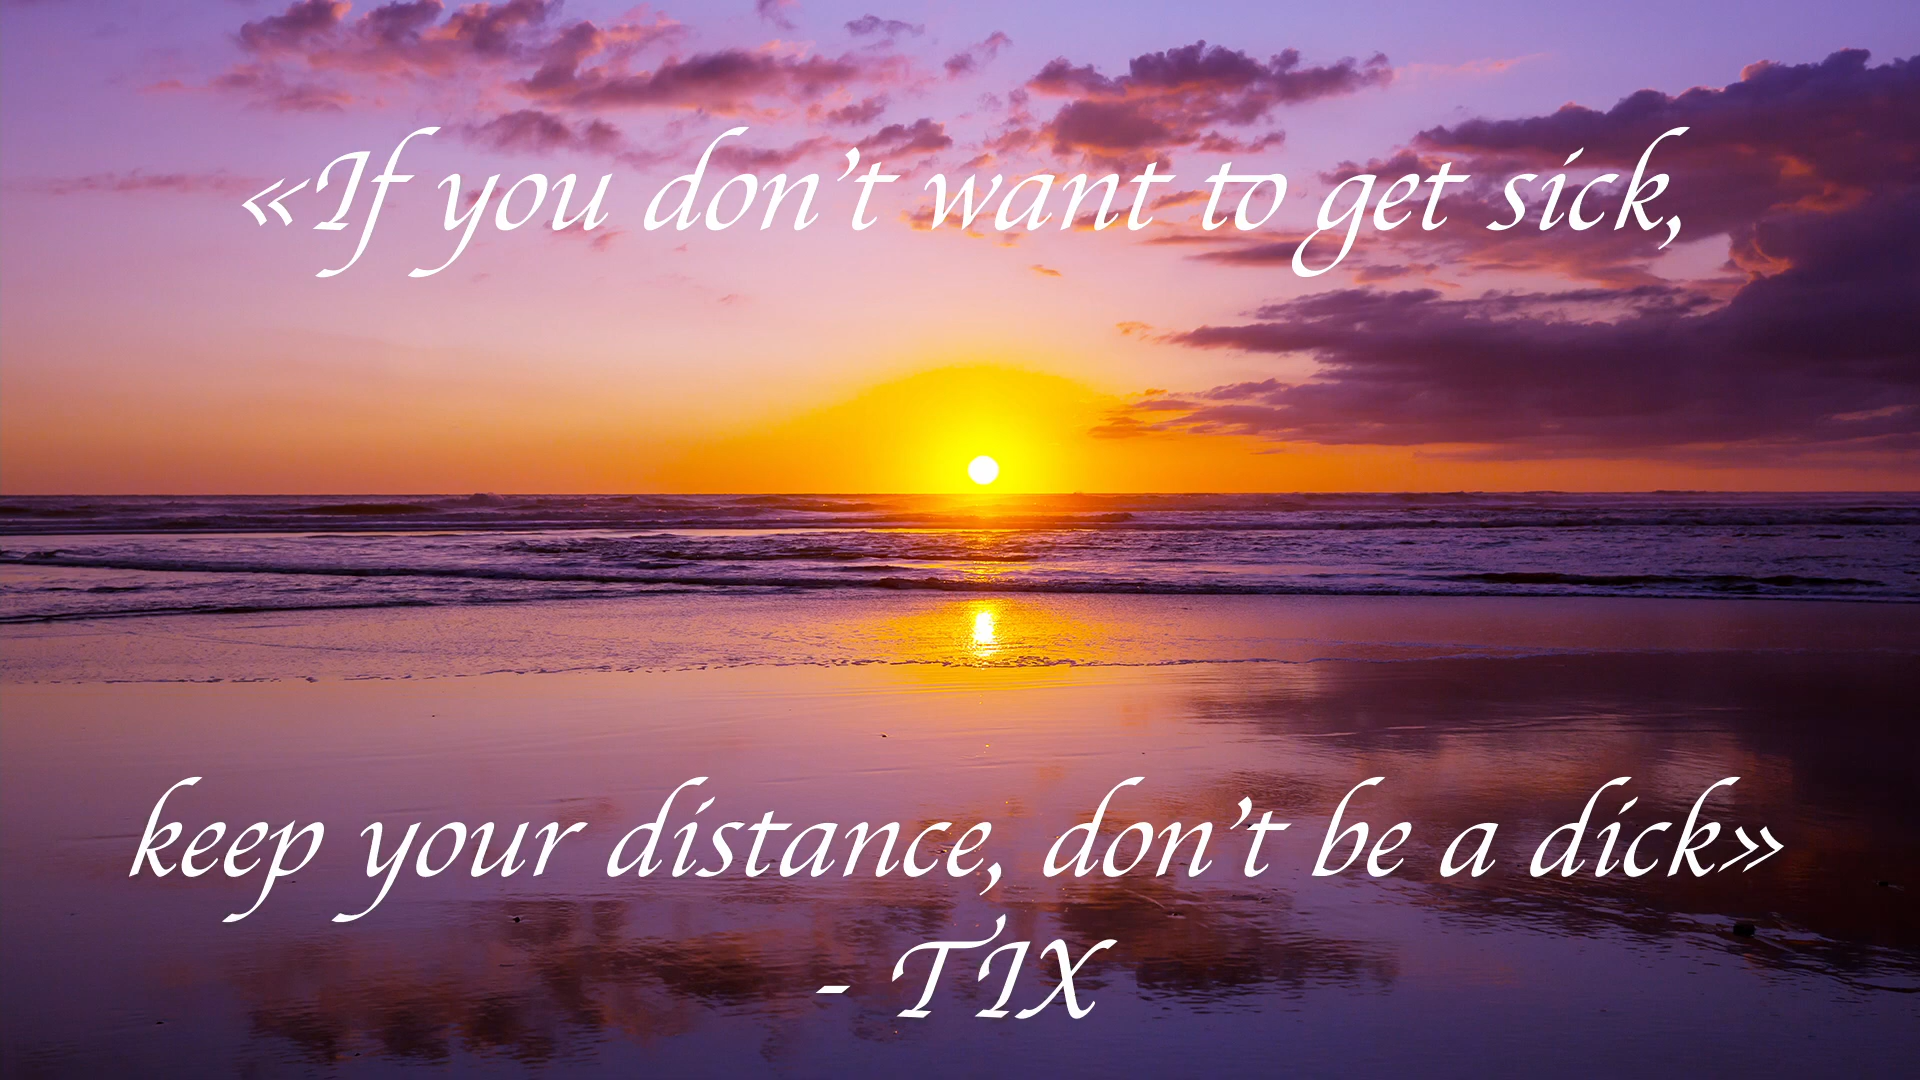 «If you don't want to get sick,
keep your distance, don't be a dick»
- TIX